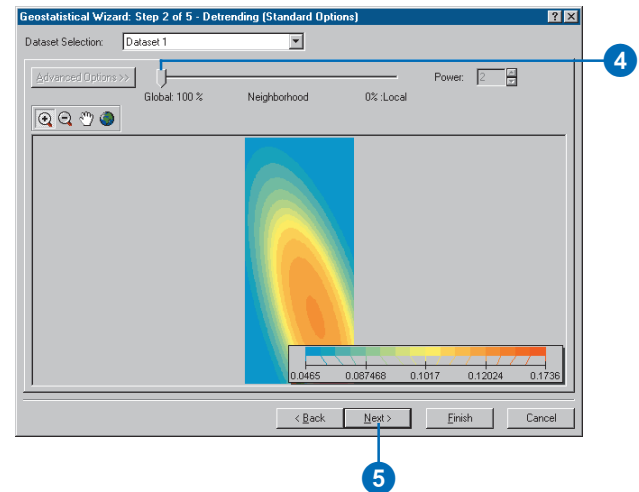 Geostatistical Wizard: Step 2 of 5 - Detrending (Standard Options)
Dataset Selection: Dataset 1
4
Advanced Options >> Power: 2
Global: 100 % Neighborhood 0% :Local
0.0465 0.087468 0.1017 0.12024 0.1736
< Back Next > Finish Cancel
5